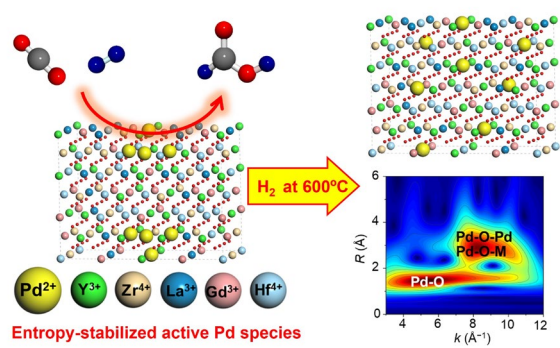 H₂ at 600ºC
Pd²⁺ Y³⁺ Zr⁴⁺ La³⁺ Gd³⁺ Hf⁴⁺
Entropy-stabilized active Pd species
R (Å)
6
4
2
0
Pd-O-Pd
Pd-O-M
Pd-O
4 6 8 10 12
k (Å⁻¹)